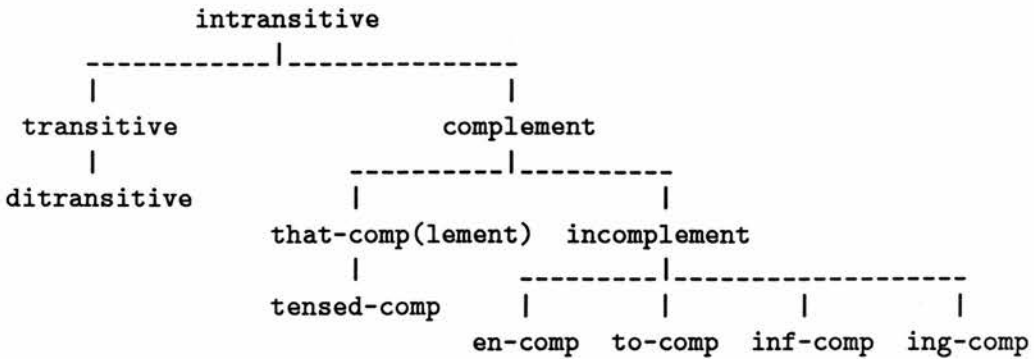 intransitive
transitive complement
ditransitive
that-comp(lement) incomplement
tensed-comp
en-comp to-comp inf-comp ing-comp